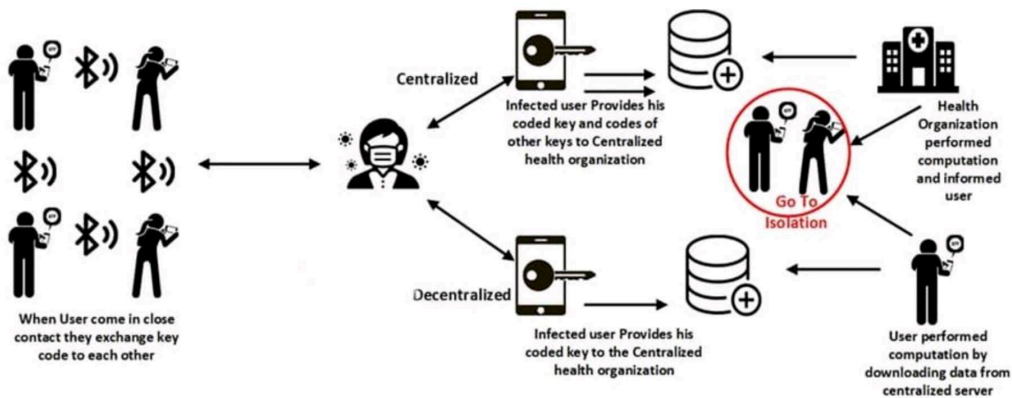 Centralized
Infected user Provides his
coded key and codes of
other keys to Centralized
health organization
Health
Organization
performed
computation
and informed
user
Go To
Isolation
Decentralized
When User come in close
contact they exchange key
code to each other
Infected user Provides his
coded key to the Centralized
health organization
User performed
computation by
downloading data from
centralized server